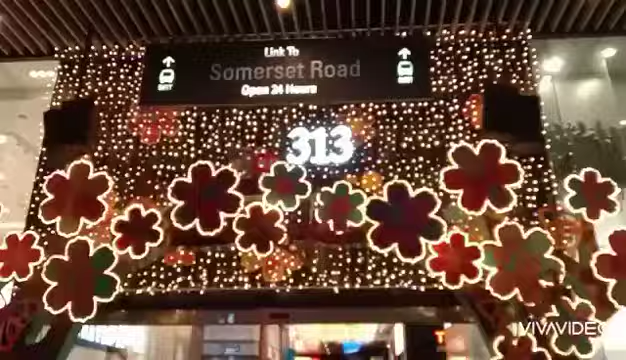 Link To
Somerset Road
Open 24 Hours
313
VIVAVIDEO